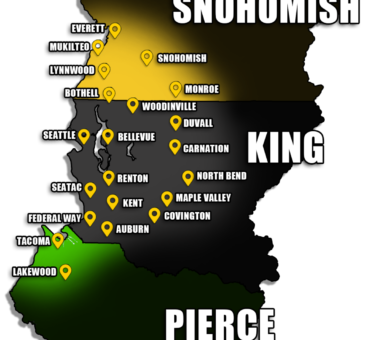 SNOHOMISH
EVERETT
MUKILTEO
SNOHOMISH
LYNNWOOD
BOTHELL
MONROE
WOODINVILLE
DUVALL
SEATTLE
BELLEVUE
CARNATION
KING
RENTON
NORTH BEND
SEATAC
KENT
MAPLE VALLEY
FEDERAL WAY
COVINGTON
AUBURN
TACOMA
LAKEWOOD
PIERCE